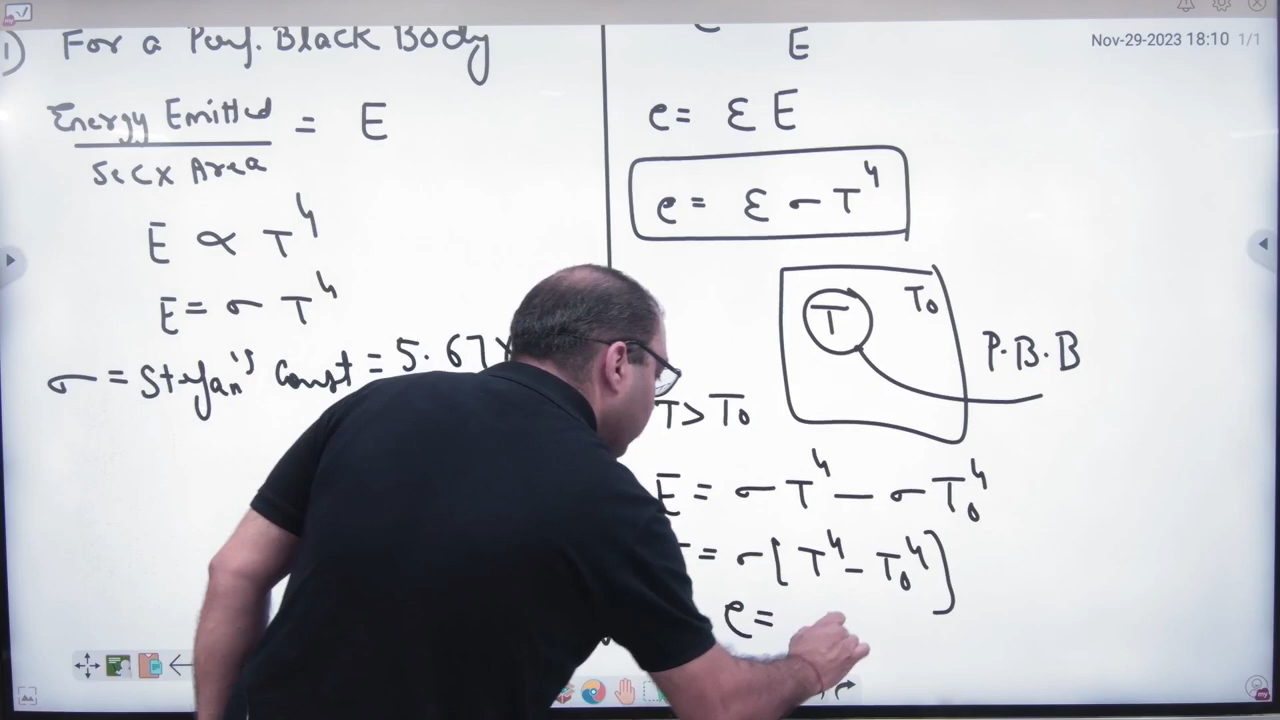 1) For a Perf. Black Body
Energy Emitted / Sec x Area = E
E ∝ T⁴
E = σ T⁴
σ = Stefan's Const = 5.67 x
E
e = Ɛ E
e = Ɛ σ T⁴
T
T₀
P.B.B
T > T₀
E = σ T⁴ − σ T₀⁴
= σ [ T⁴ − T₀⁴ ]
e =
Nov-29-2023 18:10 1/1